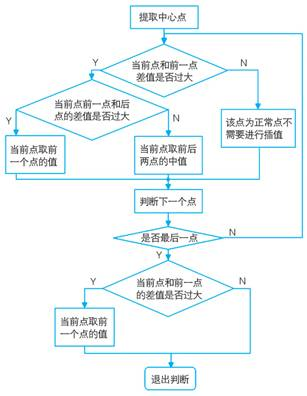 提取中心点
当前点和前一点
差值是否过大
Y
N
当前点前一点和后
点的差值是否过大
Y
N
该点为正常点不
需要进行插值
当前点取前
一个点的值
当前点取前后
两点的中值
判断下一个点
是否最后一点
N
Y
当前点和前一点
的差值是否过大
Y
N
当前点取前
一个点的值
退出判断